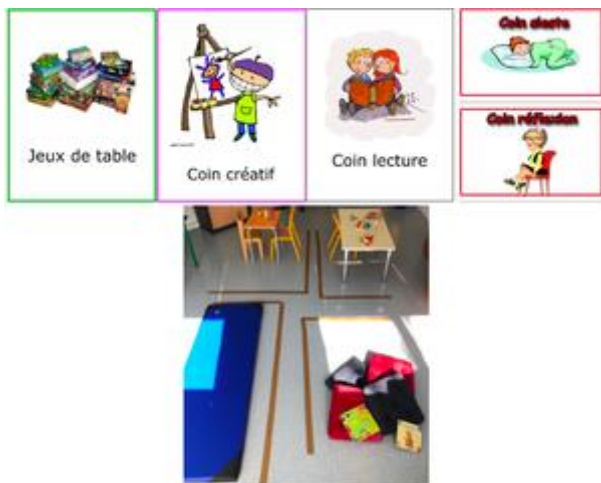 Jeux de table
Coin créatif
Coin lecture
Coin sieste
Coin réflexion